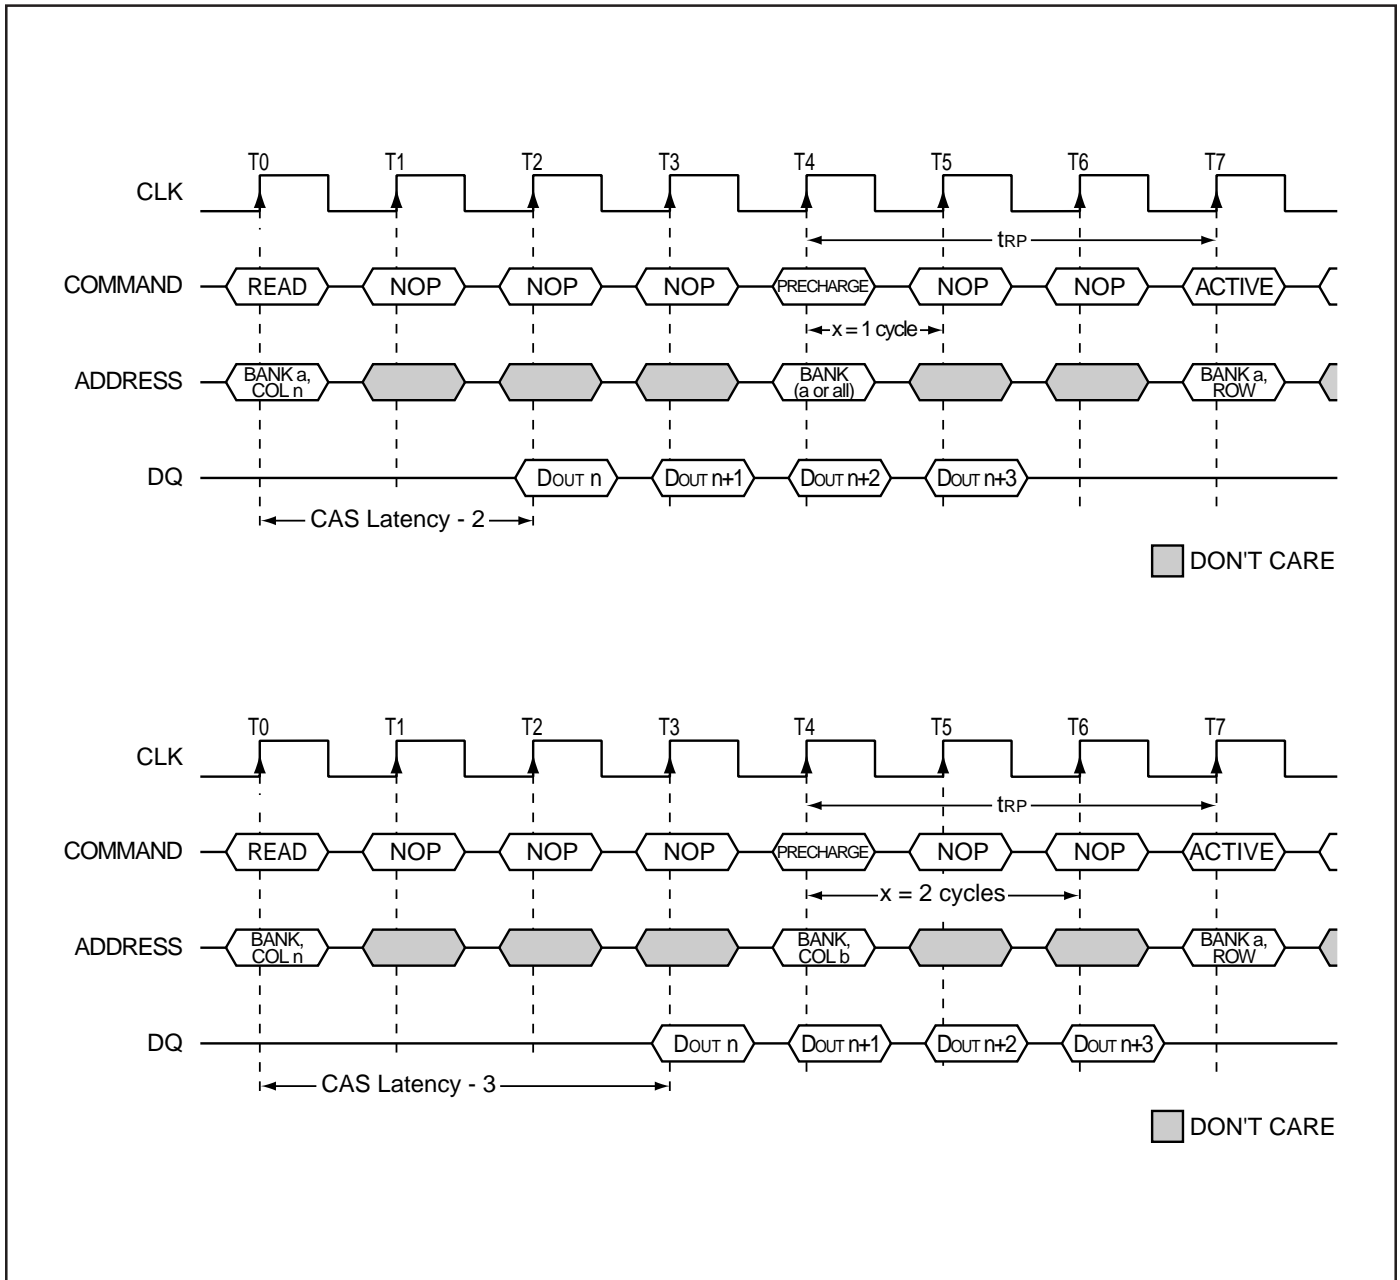 T0 T1 T2 T3 T4 T5 T6 T7
CLK
tRP
COMMAND READ NOP NOP NOP PRECHARGE NOP NOP ACTIVE
x = 1 cycle
ADDRESS BANK a, COL n BANK (a or all) BANK a, ROW
DQ DOUT n DOUT n+1 DOUT n+2 DOUT n+3
CAS Latency - 2
DON'T CARE
T0 T1 T2 T3 T4 T5 T6 T7
CLK
tRP
COMMAND READ NOP NOP NOP PRECHARGE NOP NOP ACTIVE
x = 2 cycles
ADDRESS BANK, COL n BANK, COL b BANK a, ROW
DQ DOUT n DOUT n+1 DOUT n+2 DOUT n+3
CAS Latency - 3
DON'T CARE